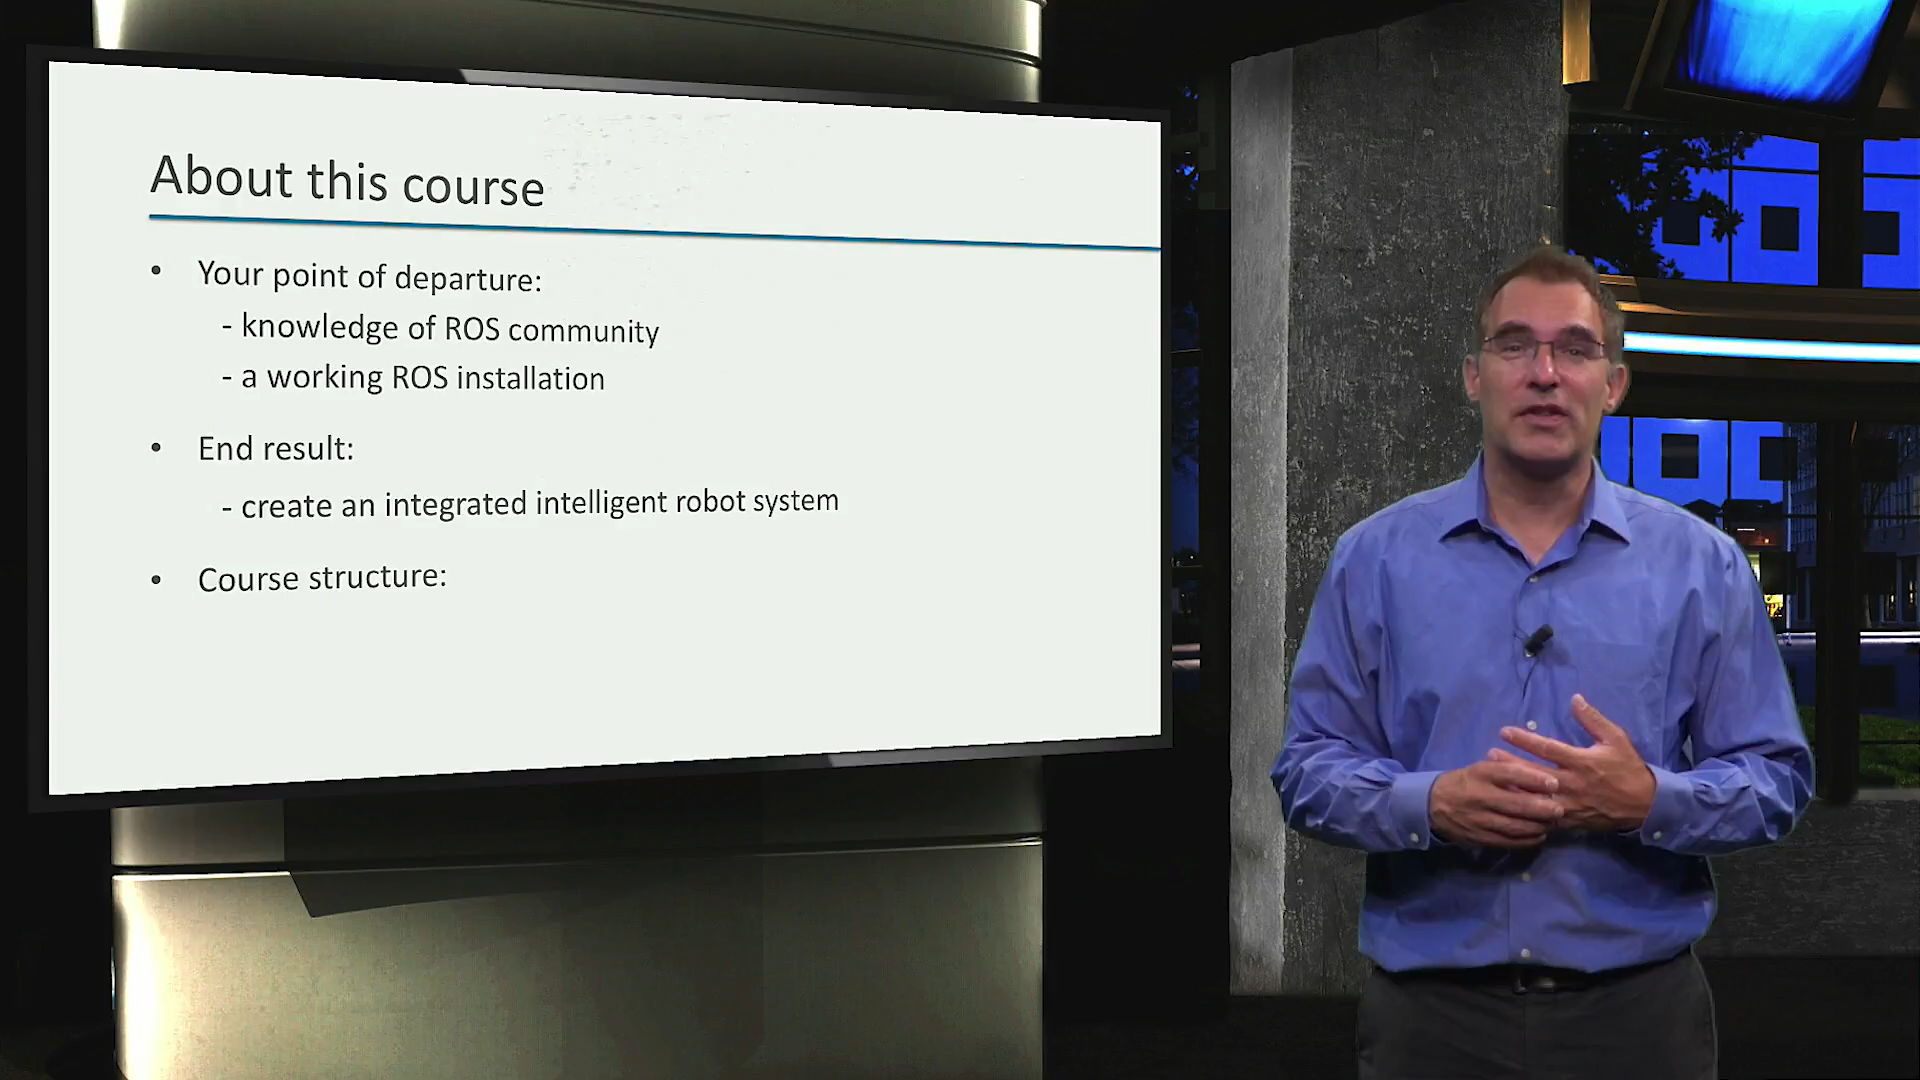 About this course
• Your point of departure:
- knowledge of ROS community
- a working ROS installation
• End result:
- create an integrated intelligent robot system
• Course structure: